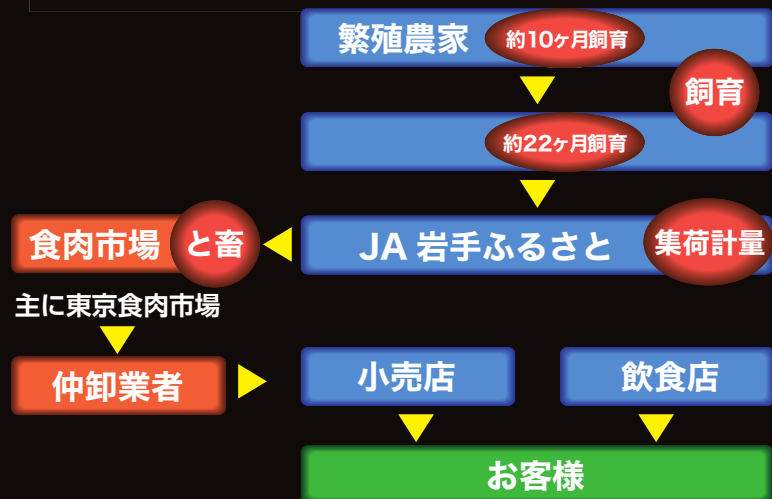 繁殖農家 約10ヶ月飼育
飼育
約22ヶ月飼育
JA 岩手ふるさと 集荷計量
食肉市場 と畜
主に東京食肉市場
仲卸業者
小売店
飲食店
お客様